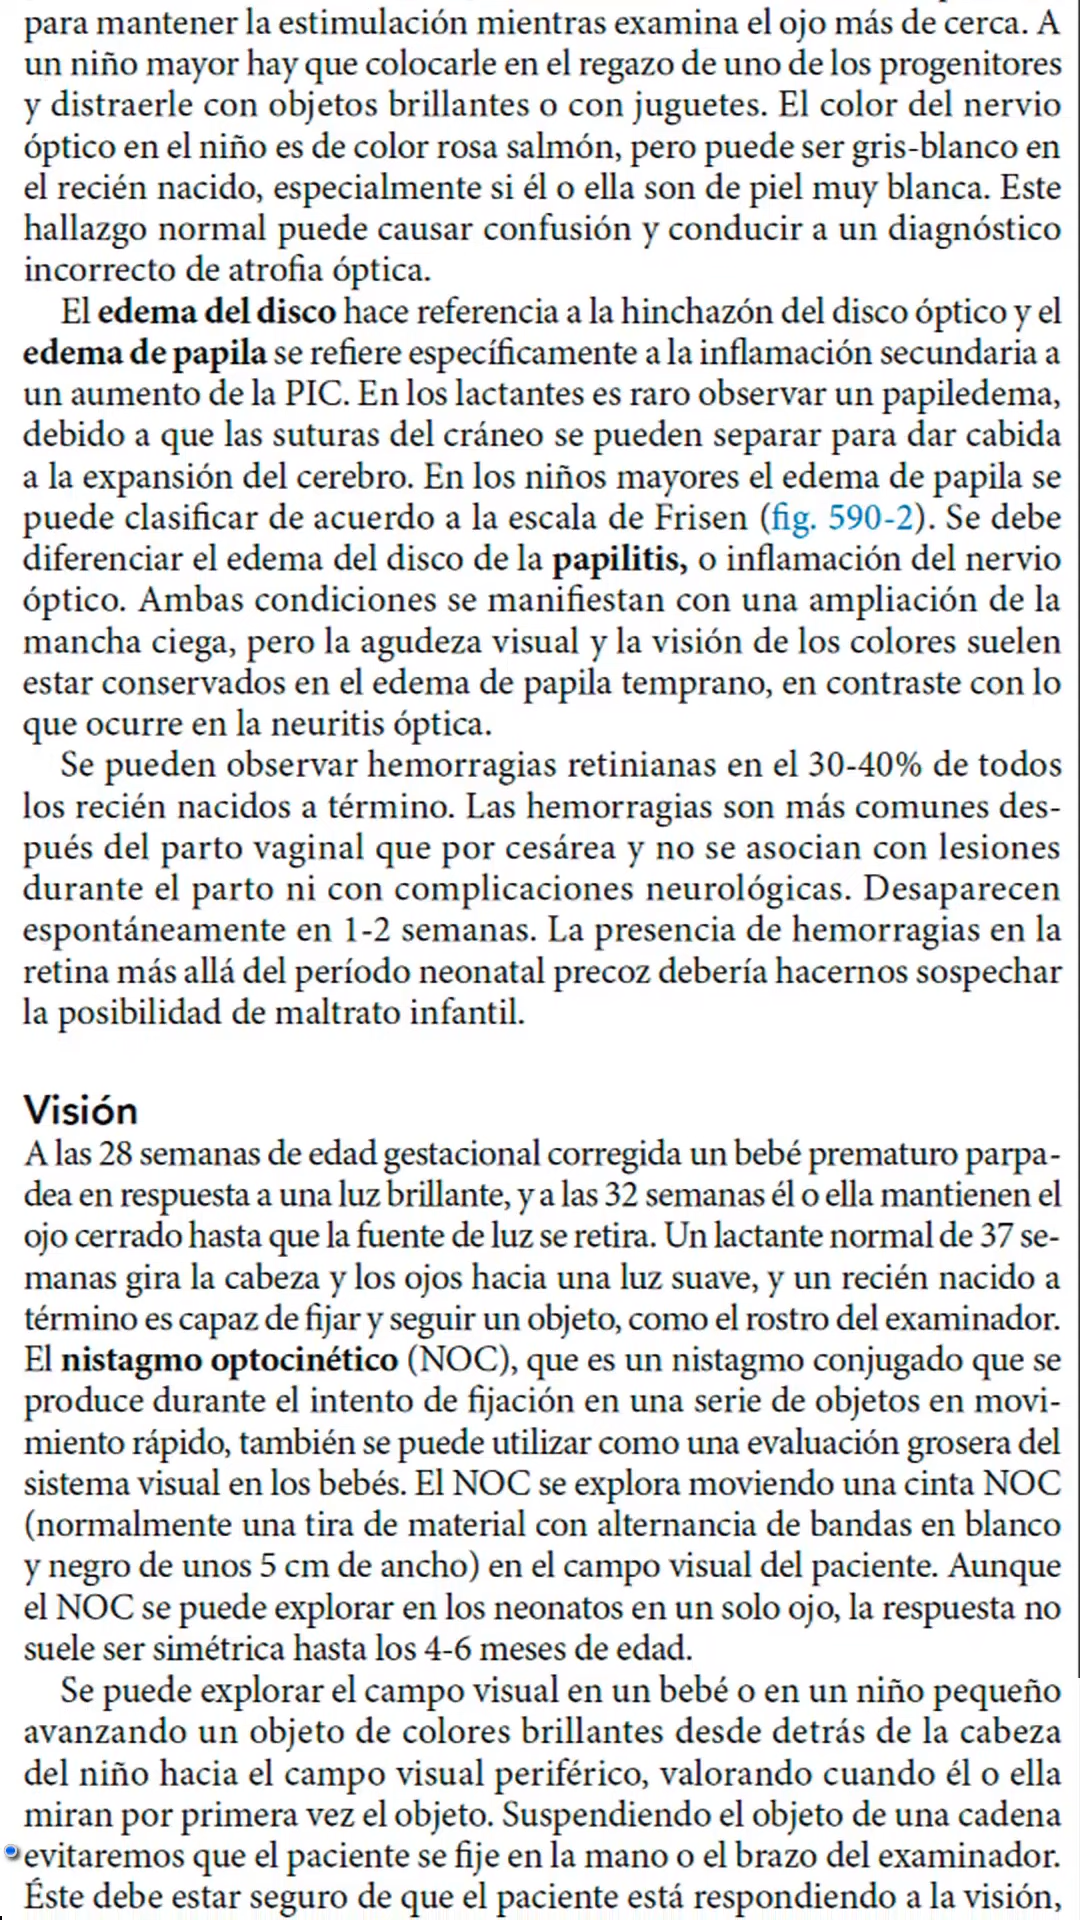 para mantener la estimulación mientras examina el ojo más de cerca. A
un niño mayor hay que colocarle en el regazo de uno de los progenitores
y distraerle con objetos brillantes o con juguetes. El color del nervio
óptico en el niño es de color rosa salmón, pero puede ser gris-blanco en
el recién nacido, especialmente si él o ella son de piel muy blanca. Este
hallazgo normal puede causar confusión y conducir a un diagnóstico
incorrecto de atrofia óptica.
El edema del disco hace referencia a la hinchazón del disco óptico y el
edema de papila se refiere específicamente a la inflamación secundaria a
un aumento de la PIC. En los lactantes es raro observar un papiledema,
debido a que las suturas del cráneo se pueden separar para dar cabida
a la expansión del cerebro. En los niños mayores el edema de papila se
puede clasificar de acuerdo a la escala de Frisen (fig. 590-2). Se debe
diferenciar el edema del disco de la papilitis, o inflamación del nervio
óptico. Ambas condiciones se manifiestan con una ampliación de la
mancha ciega, pero la agudeza visual y la visión de los colores suelen
estar conservados en el edema de papila temprano, en contraste con lo
que ocurre en la neuritis óptica.
Se pueden observar hemorragias retinianas en el 30-40% de todos
los recién nacidos a término. Las hemorragias son más comunes des-
pués del parto vaginal que por cesárea y no se asocian con lesiones
durante el parto ni con complicaciones neurológicas. Desaparecen
espontáneamente en 1-2 semanas. La presencia de hemorragias en la
retina más allá del período neonatal precoz debería hacernos sospechar
la posibilidad de maltrato infantil.
Visión
A las 28 semanas de edad gestacional corregida un bebé prematuro parpa-
dea en respuesta a una luz brillante, y a las 32 semanas él o ella mantienen el
ojo cerrado hasta que la fuente de luz se retira. Un lactante normal de 37 se-
manas gira la cabeza y los ojos hacia una luz suave, y un recién nacido a
término es capaz de fijar y seguir un objeto, como el rostro del examinador.
El nistagmo optocinético (NOC), que es un nistagmo conjugado que se
produce durante el intento de fijación en una serie de objetos en movi-
miento rápido, también se puede utilizar como una evaluación grosera del
sistema visual en los bebés. El NOC se explora moviendo una cinta NOC
(normalmente una tira de material con alternancia de bandas en blanco
y negro de unos 5 cm de ancho) en el campo visual del paciente. Aunque
el NOC se puede explorar en los neonatos en un solo ojo, la respuesta no
suele ser simétrica hasta los 4-6 meses de edad.
Se puede explorar el campo visual en un bebé o en un niño pequeño
avanzando un objeto de colores brillantes desde detrás de la cabeza
del niño hacia el campo visual periférico, valorando cuando él o ella
miran por primera vez el objeto. Suspendiendo el objeto de una cadena
evitaremos que el paciente se fije en la mano o el brazo del examinador.
Éste debe estar seguro de que el paciente está respondiendo a la visión,